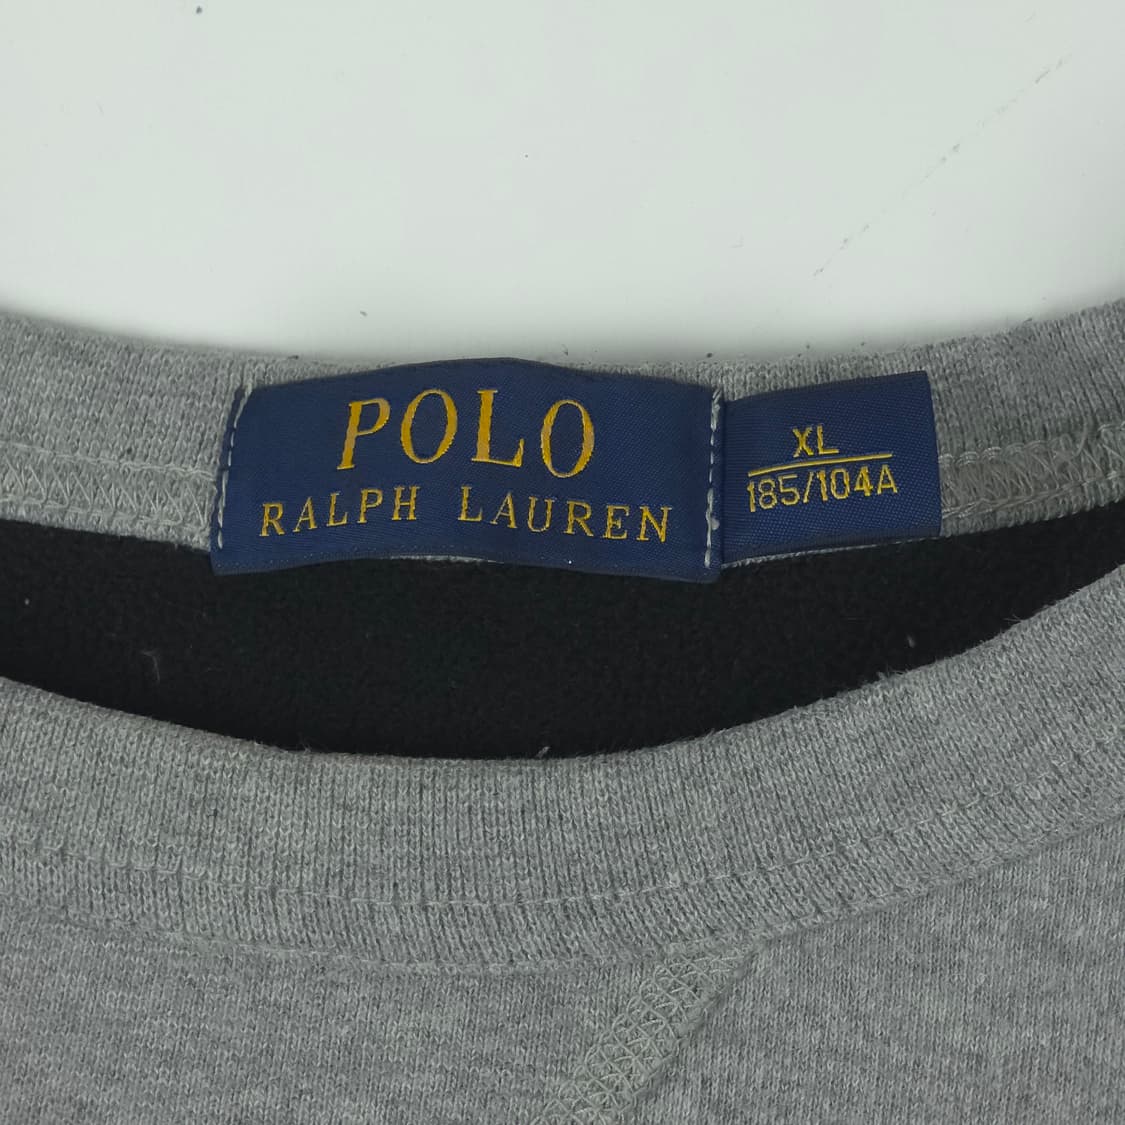 POLO
RALPH LAUREN
XL
185/104A